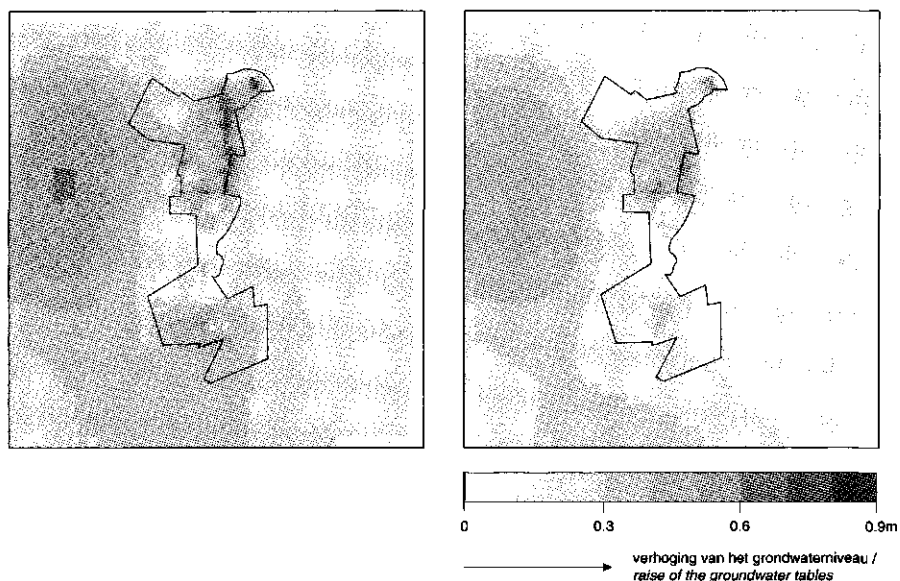 0 0.3 0.6 0.9m
verhoging van het grondwaterniveau /
raise of the groundwater tables